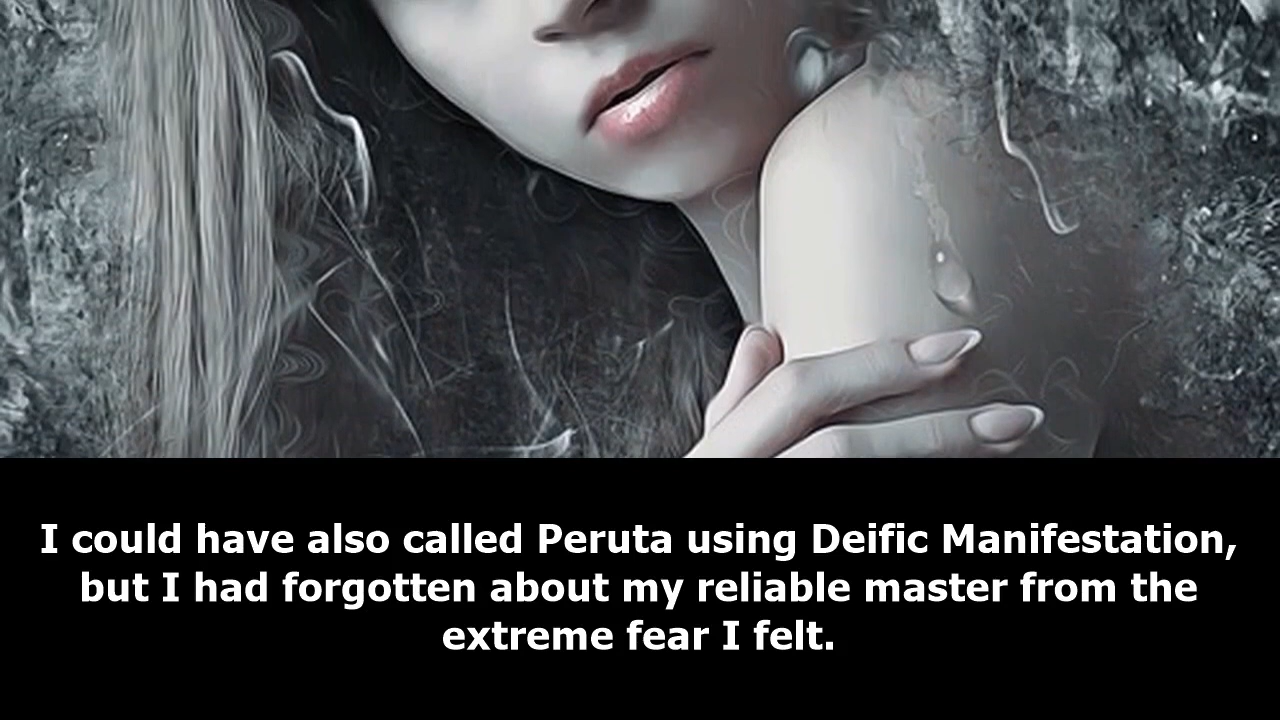 I could have also called Peruta using Deific Manifestation,
but I had forgotten about my reliable master from the
extreme fear I felt.